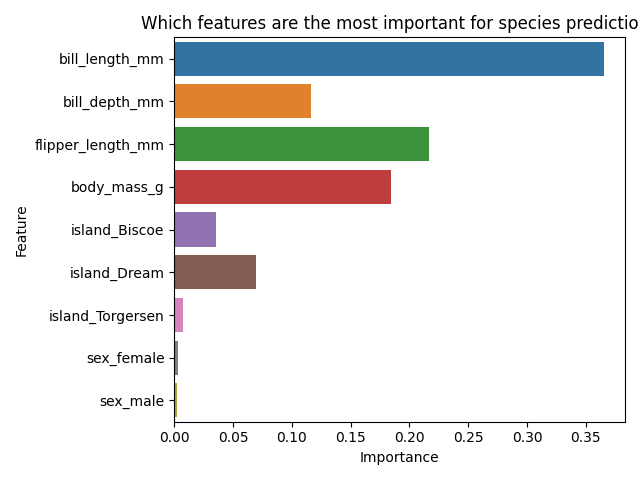 Which features are the most important for species predictio
bill_length_mm
bill_depth_mm
flipper_length_mm
body_mass_g
island_Biscoe
island_Dream
island_Torgersen
sex_female
sex_male
Feature
0.00 0.05 0.10 0.15 0.20 0.25 0.30 0.35
Importance